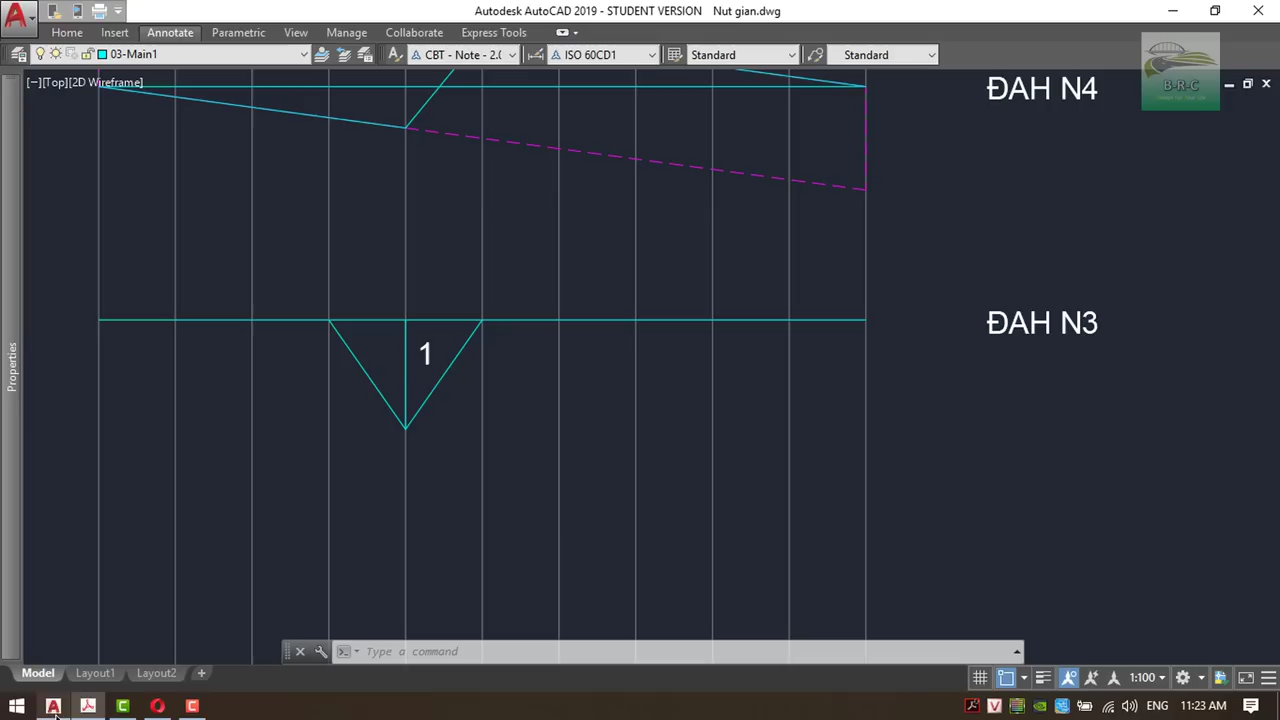 Autodesk AutoCAD 2019 - STUDENT VERSION Nut gian.dwg
Home Insert Annotate Parametric View Manage Collaborate Express Tools
03-Main1 CBT - Note - 2.0 ISO 60CD1 Standard Standard
[−][Top][2D Wireframe]
B-R-C
ĐAH N4
ĐAH N3
1
Properties
Type a command
Model Layout1 Layout2 +
1:100
ENG 11:23 AM